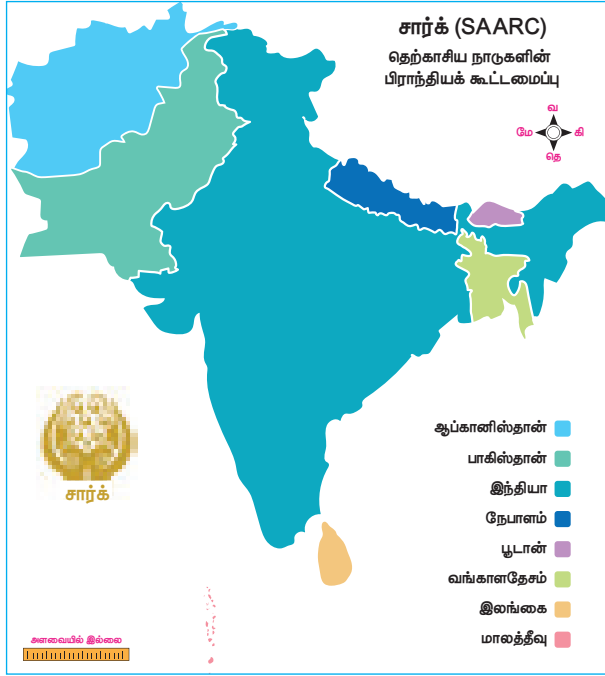 சார்க் (SAARC)
தெற்காசிய நாடுகளின்
பிராந்தியக் கூட்டமைப்பு
வ
மே
கி
தெ
ஆப்கானிஸ்தான்
பாகிஸ்தான்
இந்தியா
நேபாளம்
பூடான்
வங்காளதேசம்
இலங்கை
மாலத்தீவு
சார்க்
அளவையில் இல்லை